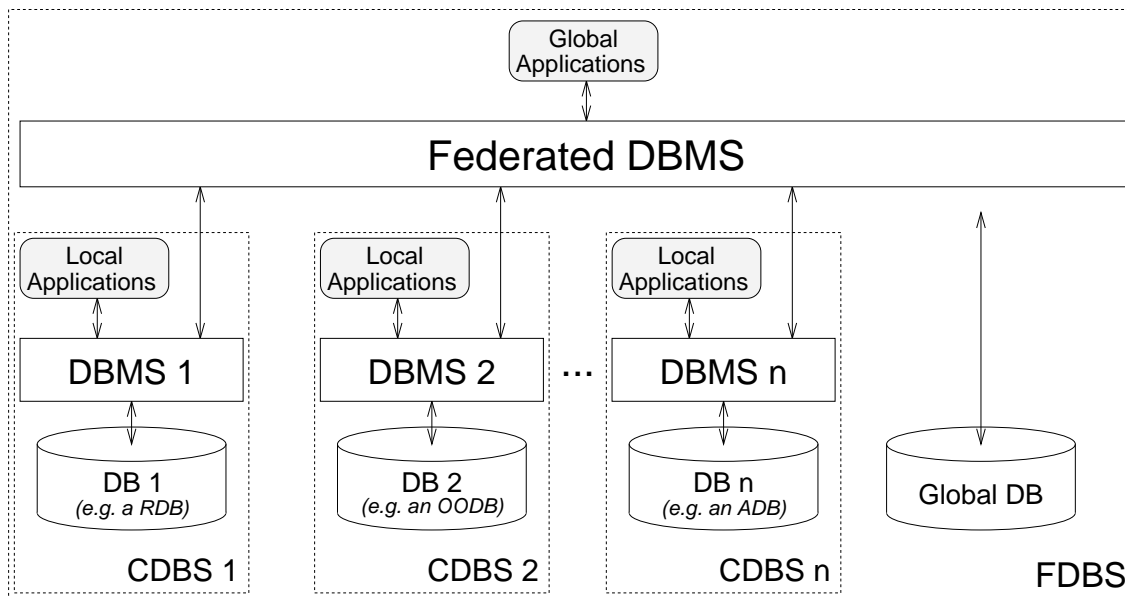 Global
Applications
Federated DBMS
Local
Applications
Local
Applications
Local
Applications
DBMS 1
DBMS 2
...
DBMS n
DB 1
(e.g. a RDB)
DB 2
(e.g. an OODB)
DB n
(e.g. an ADB)
Global DB
CDBS 1
CDBS 2
CDBS n
FDBS